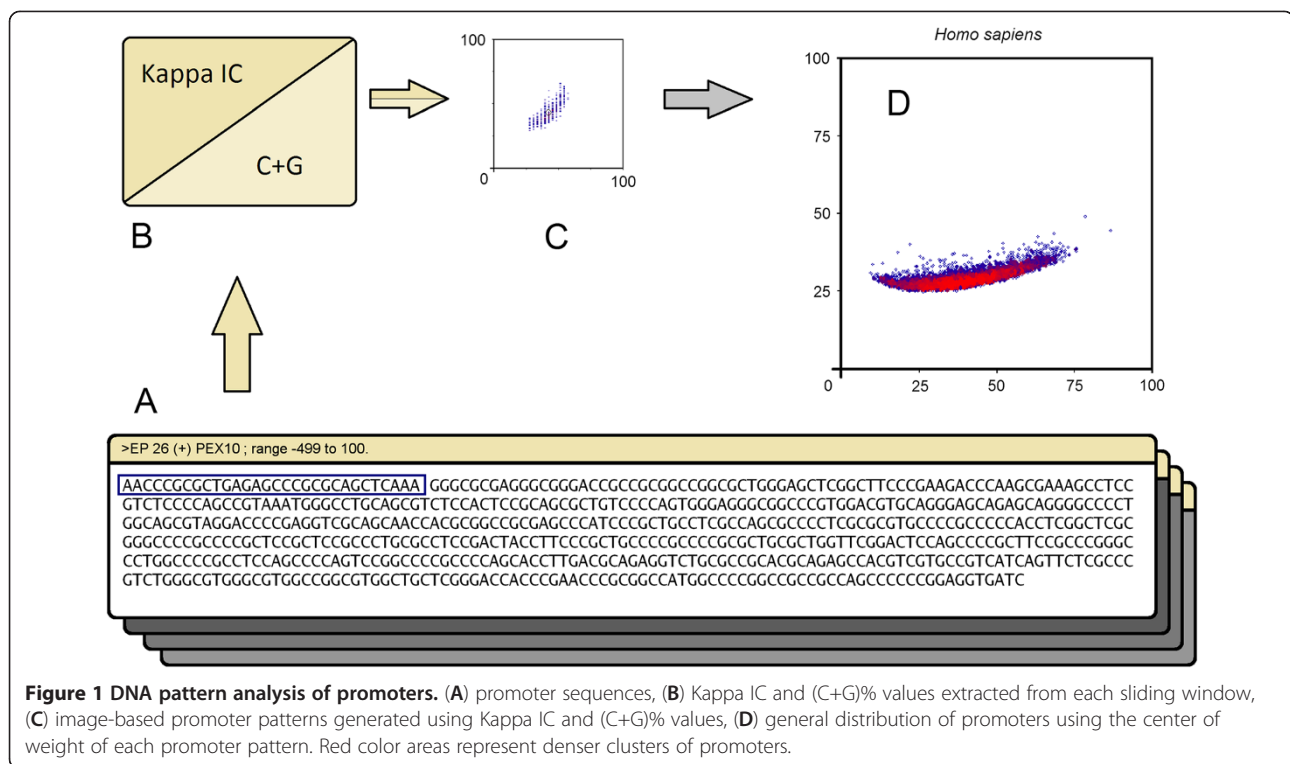 Homo sapiens
100
Kappa IC
C+G
B
0
100
C
100
75
50
25
0
25
50
75
100
D
A
>EP 26 (+) PEX10 ; range -499 to 100.
AACCCGCGCTGAGAGCCCGCGCAGCTCAAA GGGCGCGAGGGCGGGACCGCCGCGGCCGGCGCTGGGAGCTCGGCTTCCCGAAGACCCAAGCGAAAGCCTCC
GTCTCCCCAGCCGTAAATGGGCCTGCAGCGTCTCCACTCCGCAGCGCTGTCCCCAGTGGGAGGGCGGCCCGTGGACGTGCAGGGAGCAGAGCAGGGGCCCCT
GGCAGCGTAGGACCCCGAGGTCGCAGCAACCACGCGGCCGCGAGCCCATCCCGCTGCCTCGCCAGCGCCCCTCGCGCGTGCCCCGCCCCCACCTCGGCTCGC
GGGCCCCGCCCCGCTCCGCTCCGCCCTGCGCCTCCGACTACCTTCCCGCTGCCCCGCCCCGCGCTGCGCTGGTTCGGACTCCAGCCCCGCTTCCGCCCGGGC
CCTGGCCCCGCCTCCAGCCCCAGTCCGGCCCCGCCCCAGCACCTTGACGCAGAGGTCTGCGCCGCACGCAGAGCCACGTCGTGCCGTCATCAGTTCTCGCCC
GTCTGGGCGTGGGCGTGGCCGGCGTGGCTGCTCGGGACCACCCGAACCCGCGGCCATGGCCCCGGCCGCCGCCAGCCCCCCCGGAGGTGATC
Figure 1 DNA pattern analysis of promoters. (A) promoter sequences, (B) Kappa IC and (C+G)% values extracted from each sliding window,
(C) image-based promoter patterns generated using Kappa IC and (C+G)% values, (D) general distribution of promoters using the center of
weight of each promoter pattern. Red color areas represent denser clusters of promoters.